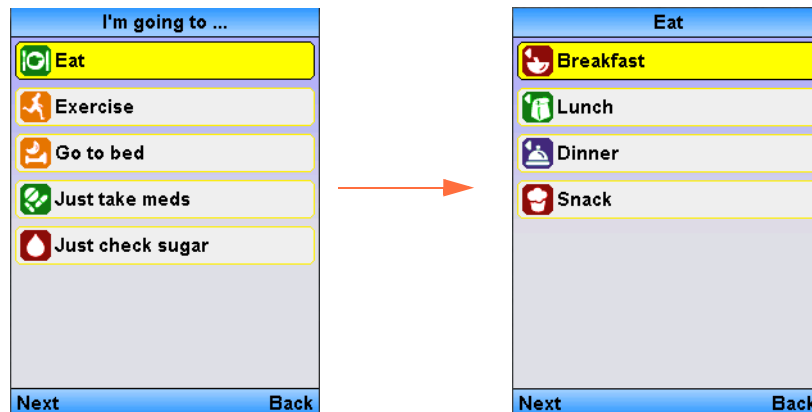 I'm going to ...
Eat
Exercise
Go to bed
Just take meds
Just check sugar
Next Back
Eat
Breakfast
Lunch
Dinner
Snack
Next Back